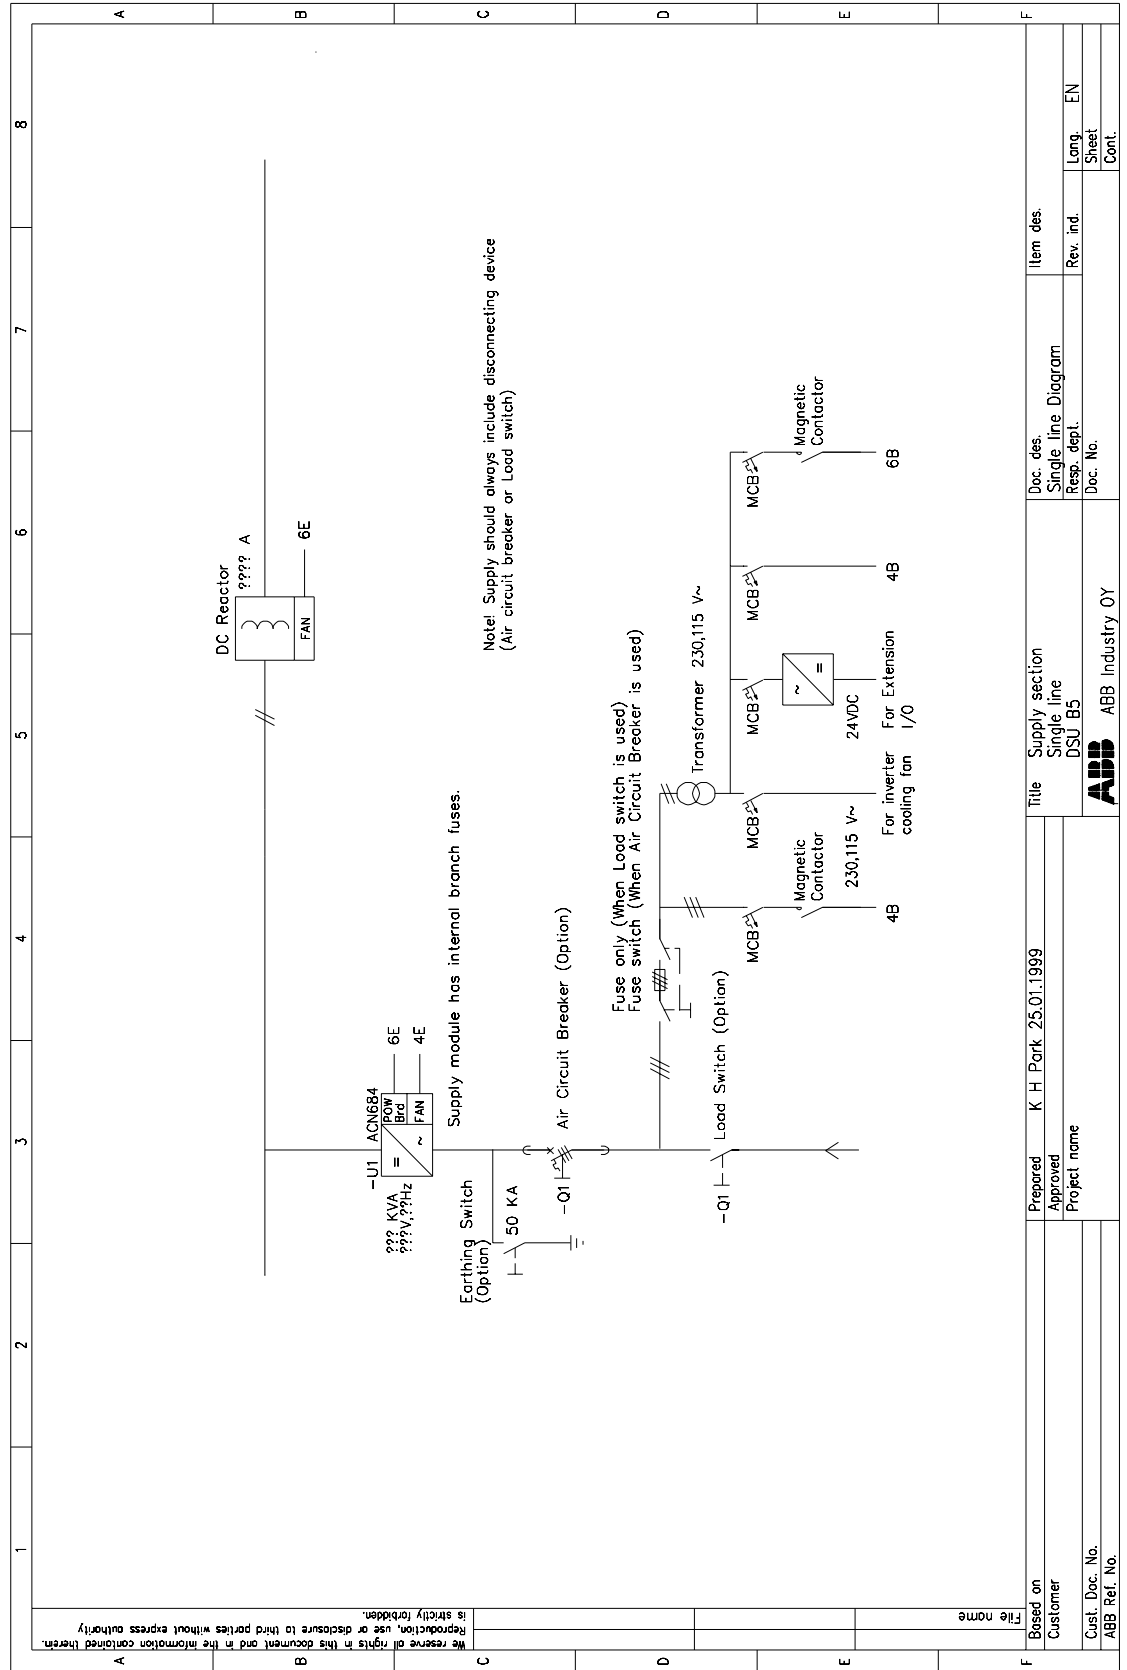 1 2 3 4 5 6 7 8
A
B
C
D
E
F
A
B
C
D
E
F
We reserve all rights in this document and in the information contained therein.
Reproduction, use or disclosure to third parties without express authority
is strictly forbidden.
File name
DC Reactor
???? A
FAN
6E
-U1 ACN684
??? KVA
???V,??Hz
=
~
POW
Brd
FAN
6E
4E
Supply module has internal branch fuses.
Note! Supply should always include disconnecting device
(Air circuit breaker or Load switch)
Earthing Switch
(Option)
50 KA
-Q1
Air Circuit Breaker (Option)
Fuse only (When Load switch is used)
Fuse switch (When Air Circuit Breaker is used)
-Q1
Load Switch (Option)
Transformer 230,115 V~
MCB
MCB
MCB
MCB
MCB
Magnetic
Contactor
~
=
Magnetic
Contactor
230,115 V~
24VDC
4B
For inverter
cooling fan
For Extension
I/O
4B
6B
Based on
Customer
Cust. Doc. No.
ABB Ref. No.
Prepared K H Park 25.01.1999
Approved
Project name
Title
Supply section
Single line
DSU B5
ABB
ABB Industry OY
Doc. des.
Single line Diagram
Resp. dept.
Doc. No.
Item des.
Rev. ind.
Lang. EN
Sheet
Cont.